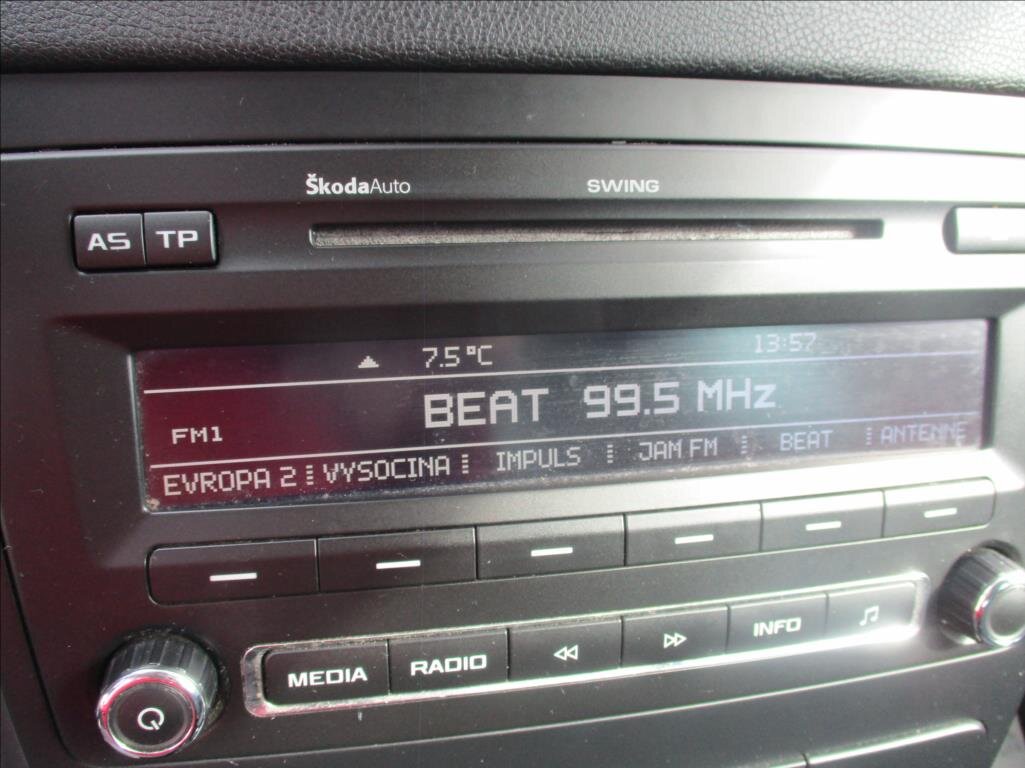 ŠkodaAuto SWING
AS TP
7.5°C 13:57
BEAT 99.5 MHz
FM1
EVROPA 2 VYSOCINA IMPULS JAM FM BEAT ANTENNE
MEDIA RADIO INFO